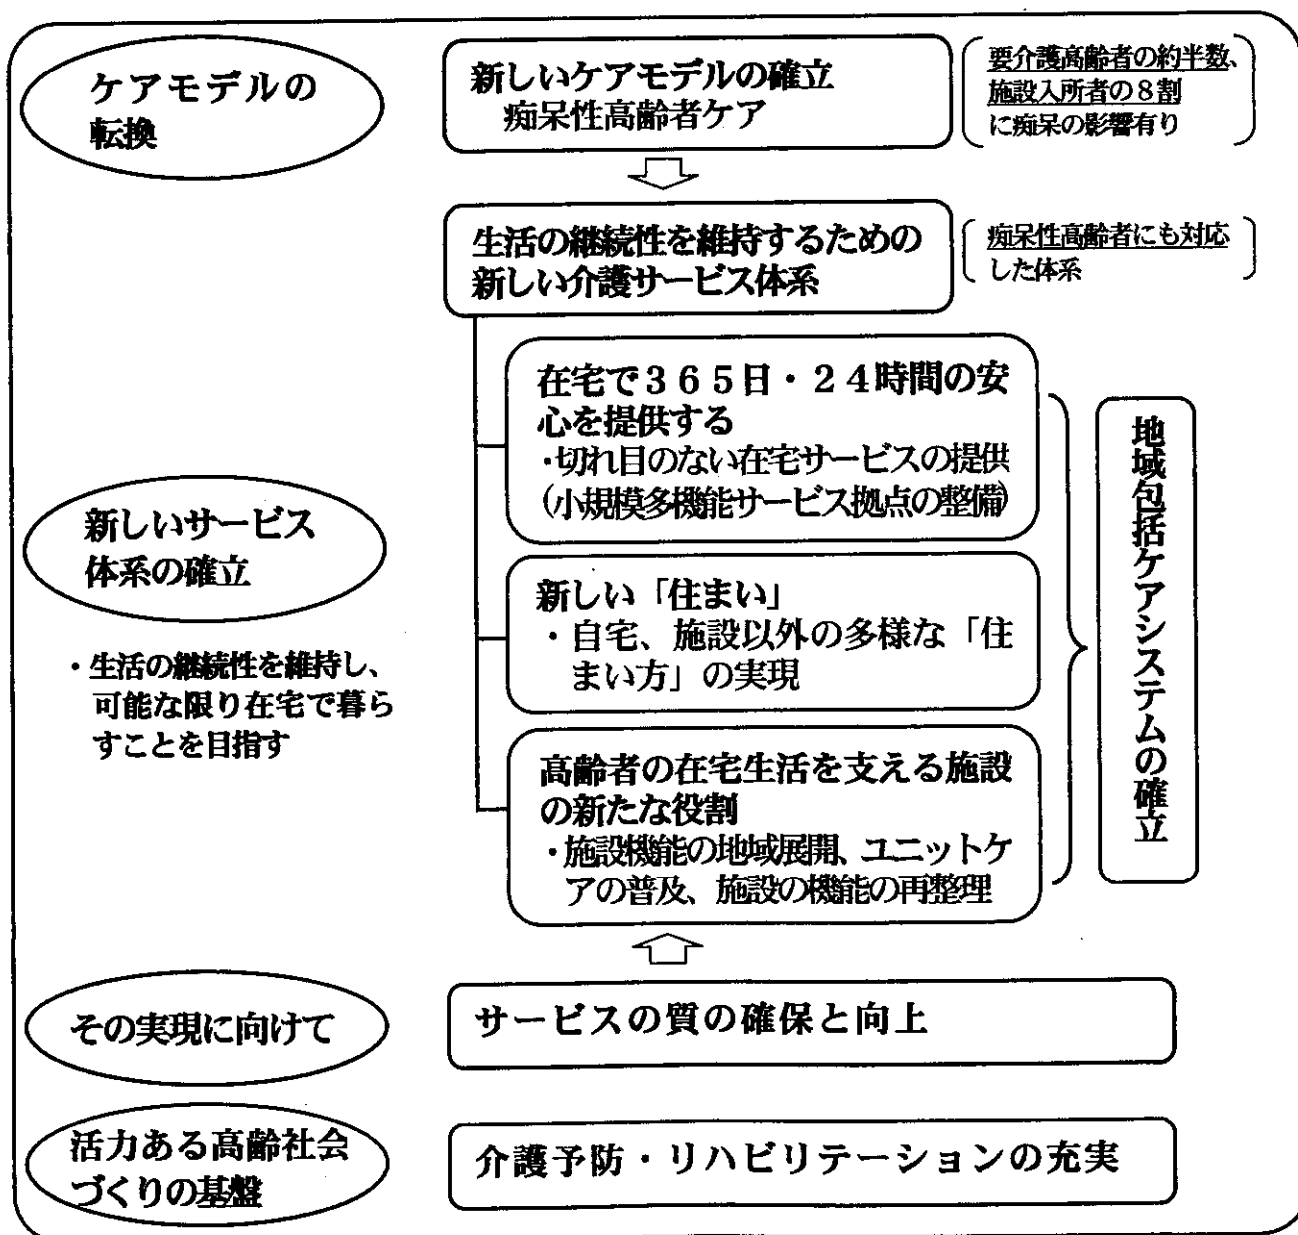 ケアモデルの
転換
新しいケアモデルの確立
痴呆性高齢者ケア
要介護高齢者の約半数、
施設入所者の８割
に痴呆の影響有り
生活の継続性を維持するための
新しい介護サービス体系
痴呆性高齢者にも対応
した体系
新しいサービス
体系の確立
・生活の継続性を維持し、
可能な限り在宅で暮ら
すことを目指す
在宅で３６５日・２４時間の安
心を提供する
・切れ目のない在宅サービスの提供
（小規模多機能サービス拠点の整備）
新しい「住まい」
・自宅、施設以外の多様な「住
まい方」の実現
高齢者の在宅生活を支える施設
の新たな役割
・施設機能の地域展開、ユニットケ
アの普及、施設の機能の再整理
地域包括ケアシステムの確立
その実現に向けて
サービスの質の確保と向上
活力ある高齢社会
づくりの基盤
介護予防・リハビリテーションの充実